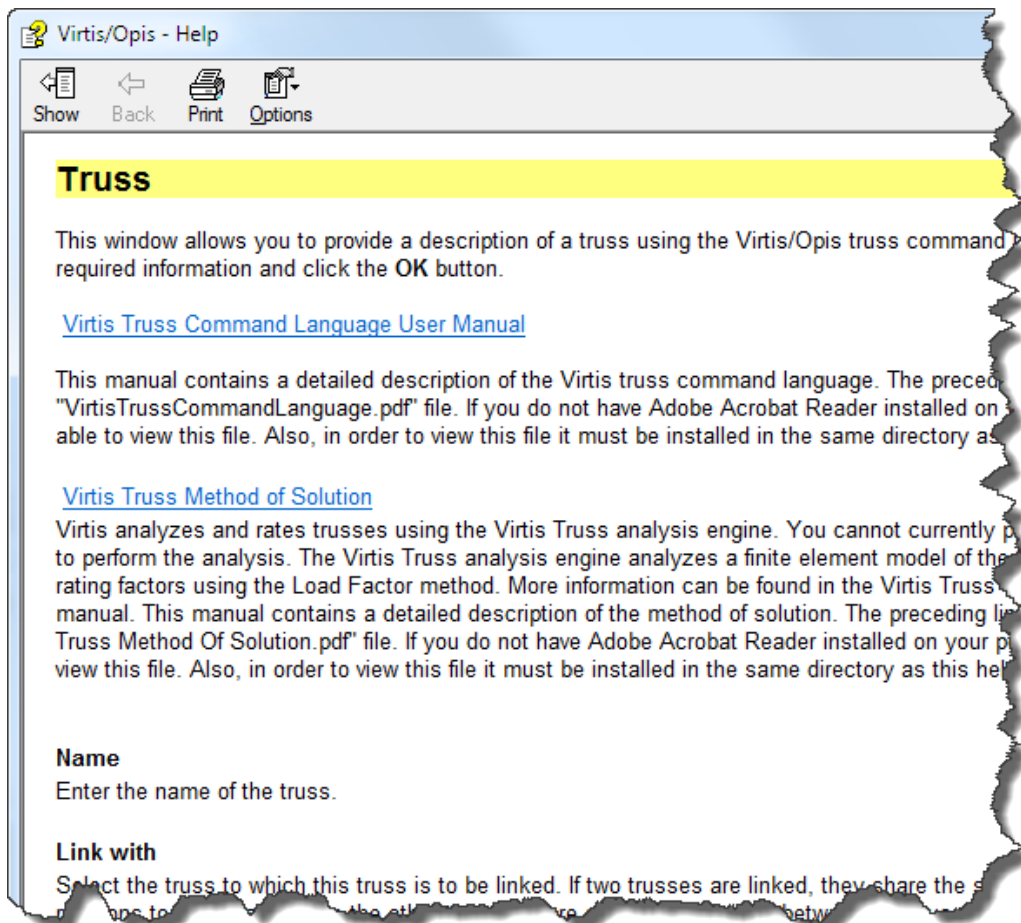 Virtis/Opis - Help
Show Back Print Options
Truss
This window allows you to provide a description of a truss using the Virtis/Opis truss command
required information and click the OK button.
Virtis Truss Command Language User Manual
This manual contains a detailed description of the Virtis truss command language. The
"VirtisTrussCommandLanguage.pdf" file. If you do not have Adobe Acrobat Reader installed on
able to view this file. Also, in order to view this file it must be installed in the same directory as
Virtis Truss Method of Solution
Virtis analyzes and rates trusses using the Virtis Truss analysis engine. You cannot currently
to perform the analysis. The Virtis Truss analysis engine analyzes a finite element model of the
rating factors using the Load Factor method. More information can be found in the Virtis Truss
manual. This manual contains a detailed description of the method of solution. The preceding
Truss Method Of Solution.pdf" file. If you do not have Adobe Acrobat Reader installed on your
view this file. Also, in order to view this file it must be installed in the same directory as this
Name
Enter the name of the truss.
Link with
Select the truss to which this truss is to be linked. If two trusses are linked, they share the